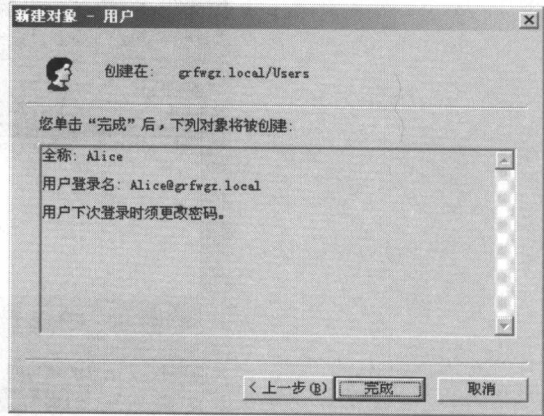 新建对象 - 用户
创建在: grfwgz.local/Users
您单击“完成”后，下列对象将被创建:
全称: Alice
用户登录名: Alice@grfwgz.local
用户下次登录时须更改密码。
< 上一步(B) 完成 取消